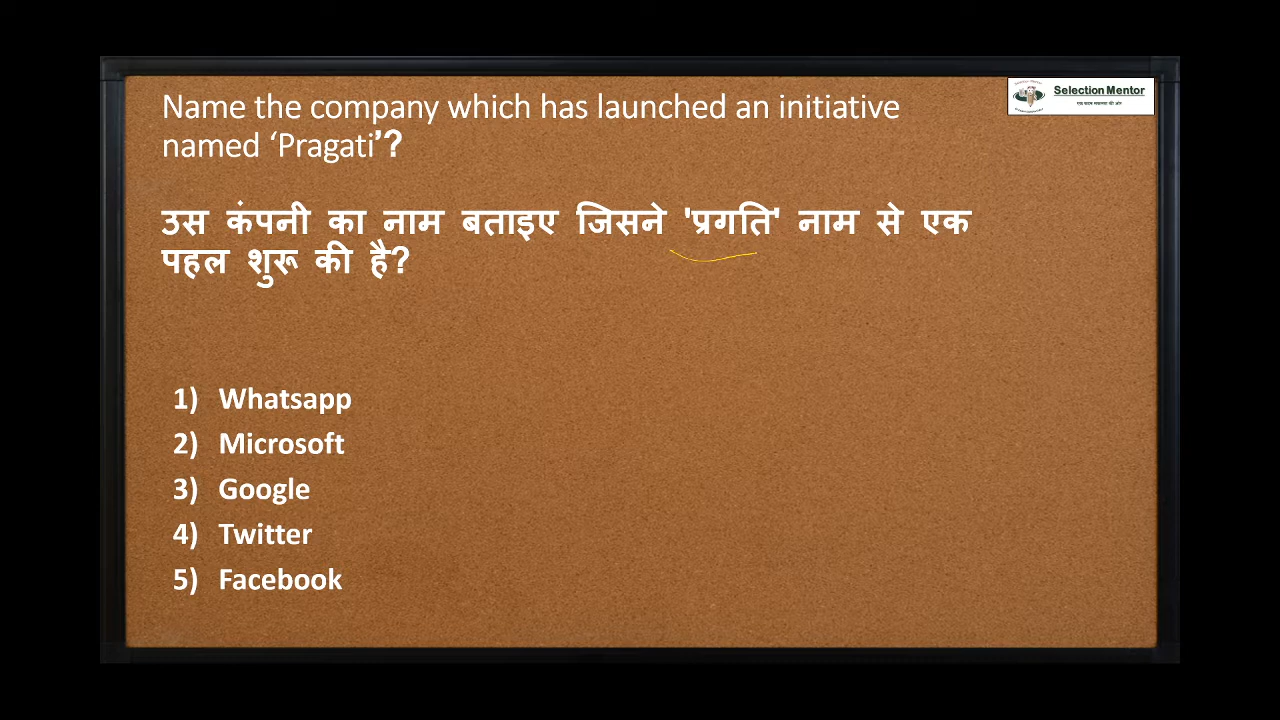 Name the company which has launched an initiative
named ‘Pragati’?
Selection Mentor
उस कंपनी का नाम बताइए जिसने 'प्रगति' नाम से एक
पहल शुरू की है?
1) Whatsapp
2) Microsoft
3) Google
4) Twitter
5) Facebook